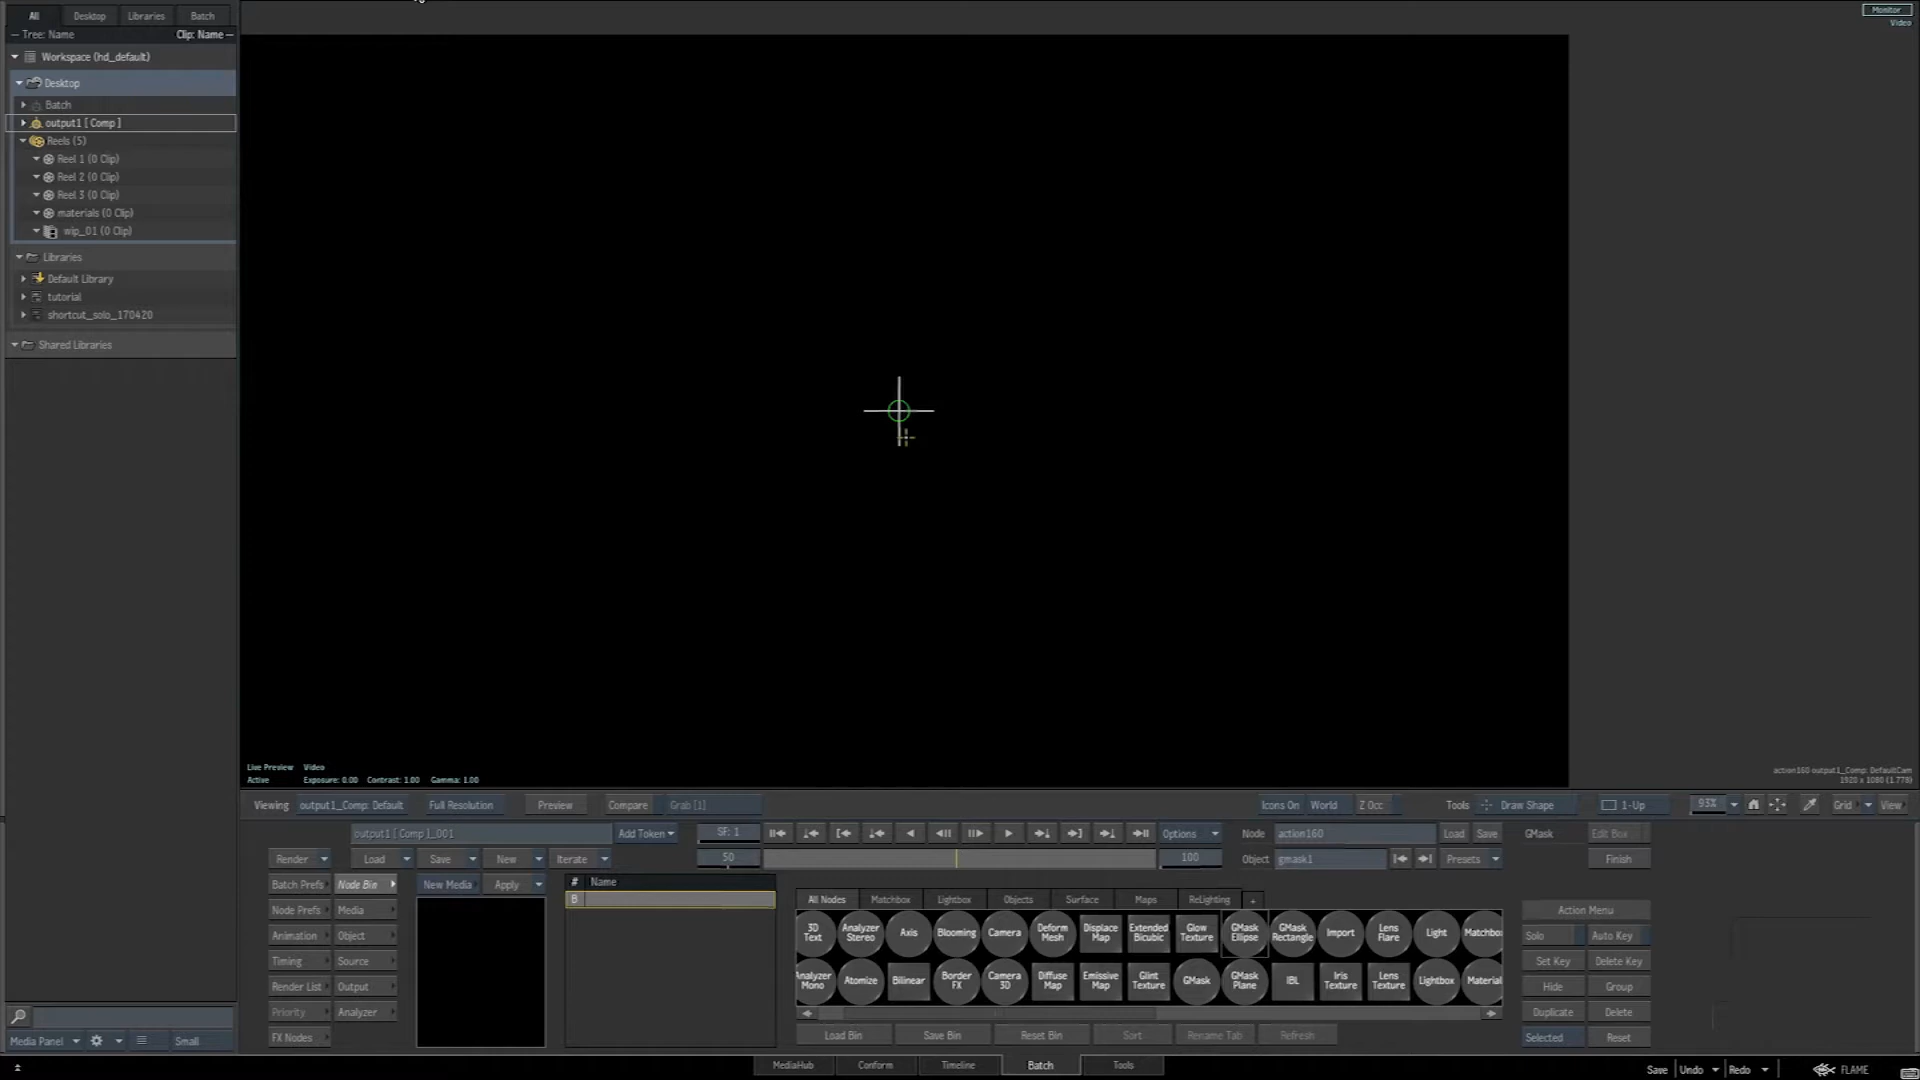 All Desktop Libraries Batch
Tree: Name Clip: Name
Workspace (hd_default)
Desktop
Batch
output1 [ Comp ]
Reels (5)
Reel 1 (0 Clip)
Reel 2 (0 Clip)
Reel 3 (0 Clip)
materials (0 Clip)
wip_01 (0 Clip)
Libraries
Default Library
tutorial
shortcut_solo_170420
Shared Libraries
Monitor
Video
Live Preview Video
Active Exposure: 0.00 Contrast: 1.00 Gamma: 1.00
action160 output1_Comp: DefaultCam
1920 x 1080 (1.778)
Viewing output1_Comp: Default Full Resolution Preview Compare Grab [1] Icons On World Z Occ Tools Draw Shape 1-Up 93% Grid View
output1 [ Comp ]_001 Add Token SF: 1 Options Node action160 Load Save GMask Edit Box
Render Load Save New Iterate 50 100 Object gmask1 Presets Finish
Batch Prefs Node Bin New Media Apply # Name
B
All Nodes Matchbox Lightbox Objects Surface Maps ReLighting +
Node Prefs Media Action Menu
3D Text Analyzer Stereo Axis Blooming Camera Deform Mesh Displace Map Extended Bicubic Glow Texture GMask Ellipse GMask Rectangle Import Lens Flare Light Matchbo
Animation Object Solo Auto Key
Timing Source Set Key Delete Key
Analyzer Mono Atomize Bilinear Border FX Camera 3D Diffuse Map Emissive Map Glint Texture GMask GMask Plane IBL Iris Texture Lens Texture Lightbox Material
Render List Output Hide Group
Priority Analyzer Duplicate Delete
FX Nodes Load Bin Save Bin Reset Bin Sort Rename Tab Refresh Selected Reset
Media Panel Small
MediaHub Conform Timeline Batch Tools
Save Undo Redo FLAME